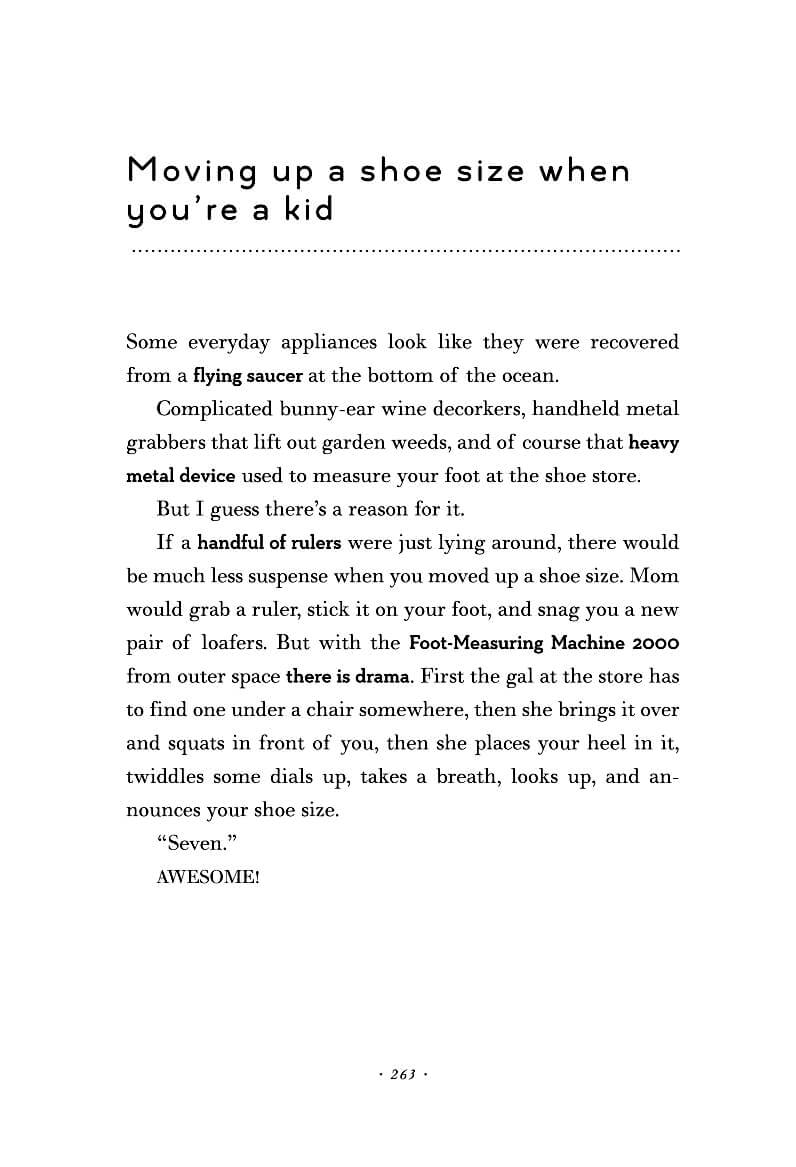 Moving up a shoe size when
you’re a kid
Some everyday appliances look like they were recovered
from a flying saucer at the bottom of the ocean.
Complicated bunny-ear wine decorkers, handheld metal
grabbers that lift out garden weeds, and of course that heavy
metal device used to measure your foot at the shoe store.
But I guess there’s a reason for it.
If a handful of rulers were just lying around, there would
be much less suspense when you moved up a shoe size. Mom
would grab a ruler, stick it on your foot, and snag you a new
pair of loafers. But with the Foot-Measuring Machine 2000
from outer space there is drama. First the gal at the store has
to find one under a chair somewhere, then she brings it over
and squats in front of you, then she places your heel in it,
twiddles some dials up, takes a breath, looks up, and an-
nounces your shoe size.
“Seven.”
AWESOME!
· 263 ·